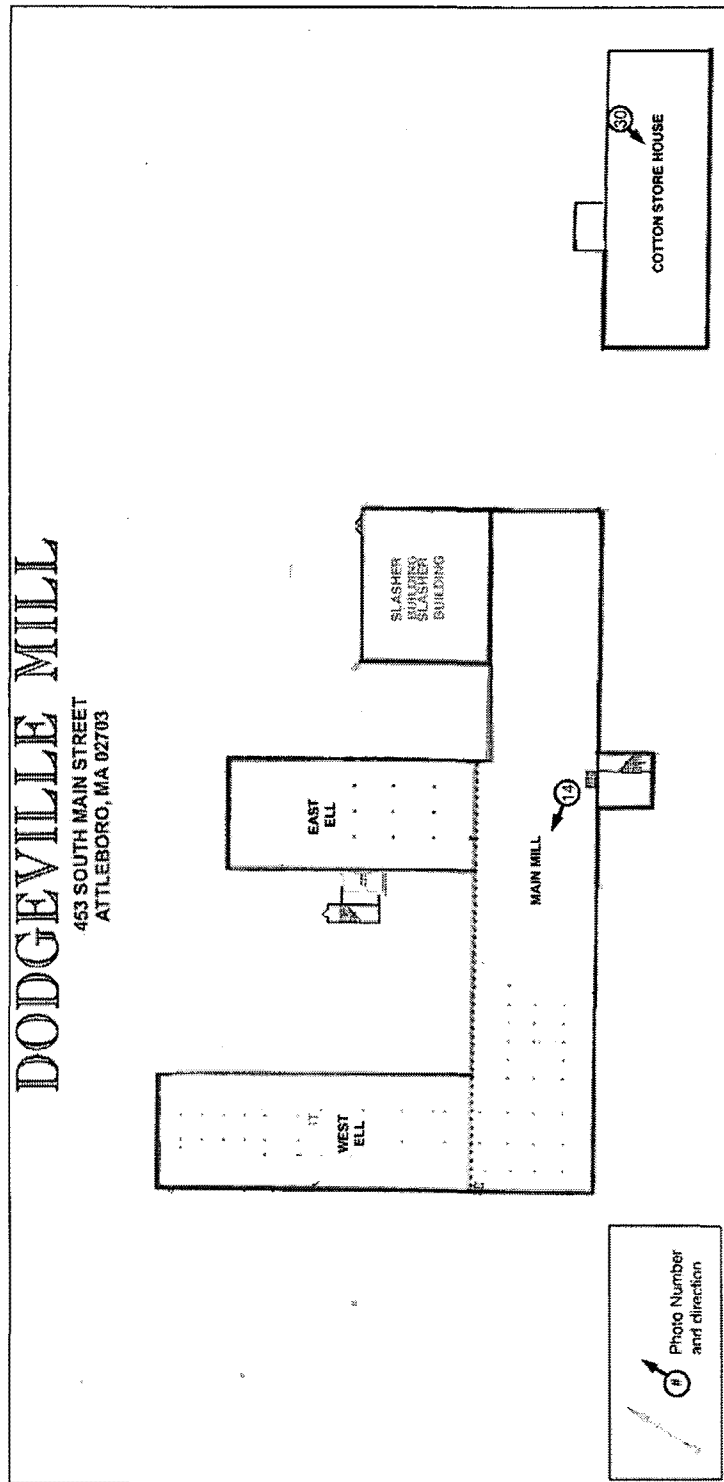 DODGEVILLE MILL
453 SOUTH MAIN STREET
ATTLEBORO, MA 02703
WEST
ELL
EAST
ELL
SLASHER
BUILDING
SLASHER
BUILDING
MAIN MILL
14
30
COTTON STORE HOUSE
#
Photo Number
and direction